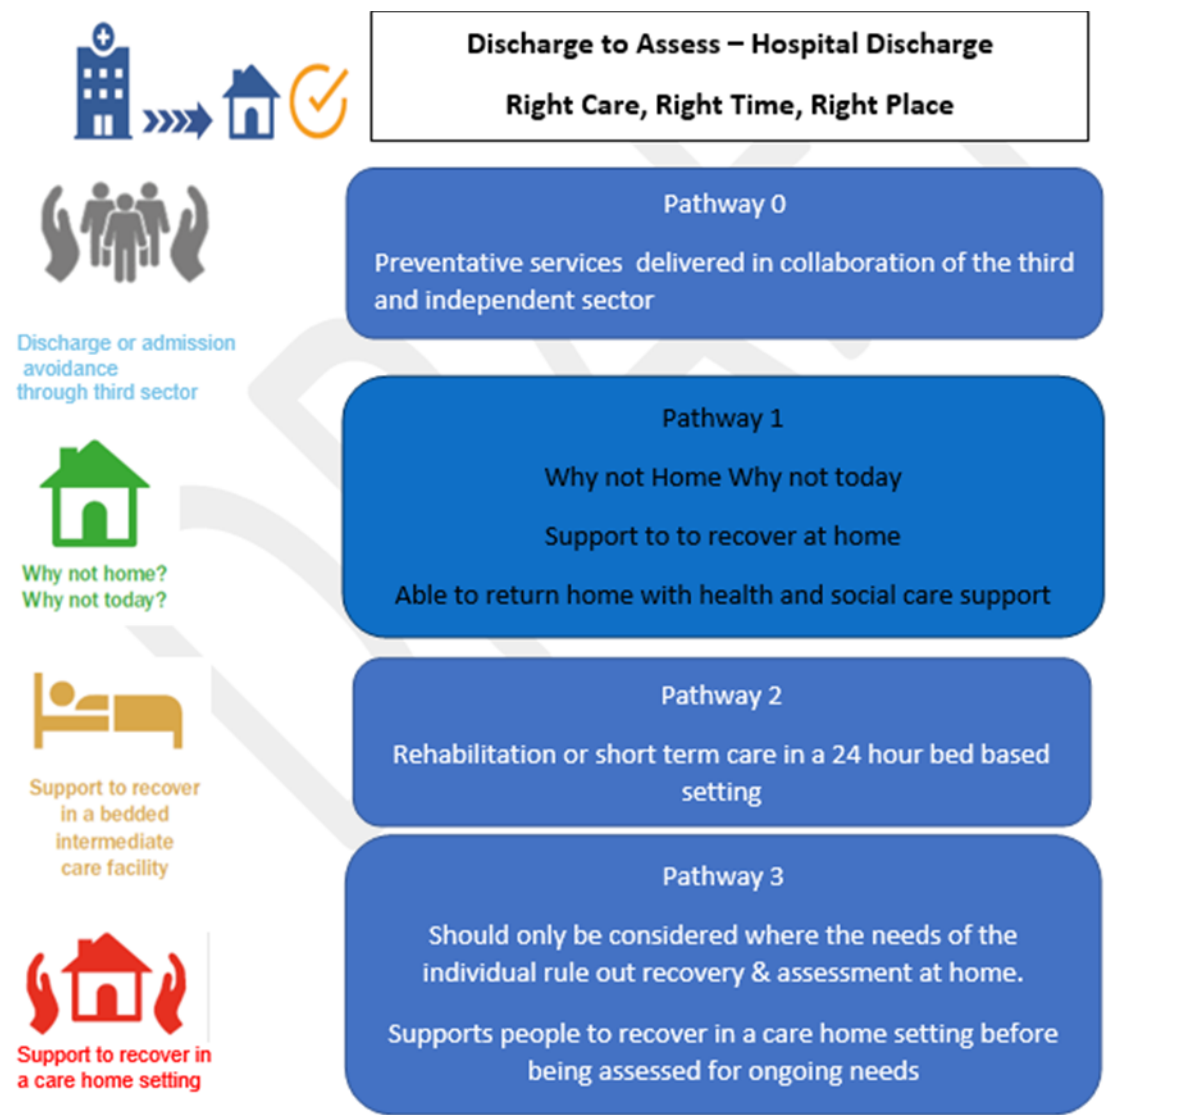 Discharge to Assess – Hospital Discharge
Right Care, Right Time, Right Place
Pathway 0
Preventative services  delivered in collaboration of the third
and independent sector
Discharge or admission
avoidance
through third sector
Pathway 1
Why not Home Why not today
Support to to recover at home
Able to return home with health and social care support
Why not home?
Why not today?
Pathway 2
Rehabilitation or short term care in a 24 hour bed based
setting
Support to recover
in a bedded
intermediate
care facility
Pathway 3
Should only be considered where the needs of the
individual rule out recovery & assessment at home.
Supports people to recover in a care home setting before
being assessed for ongoing needs
Support to recover in
a care home setting